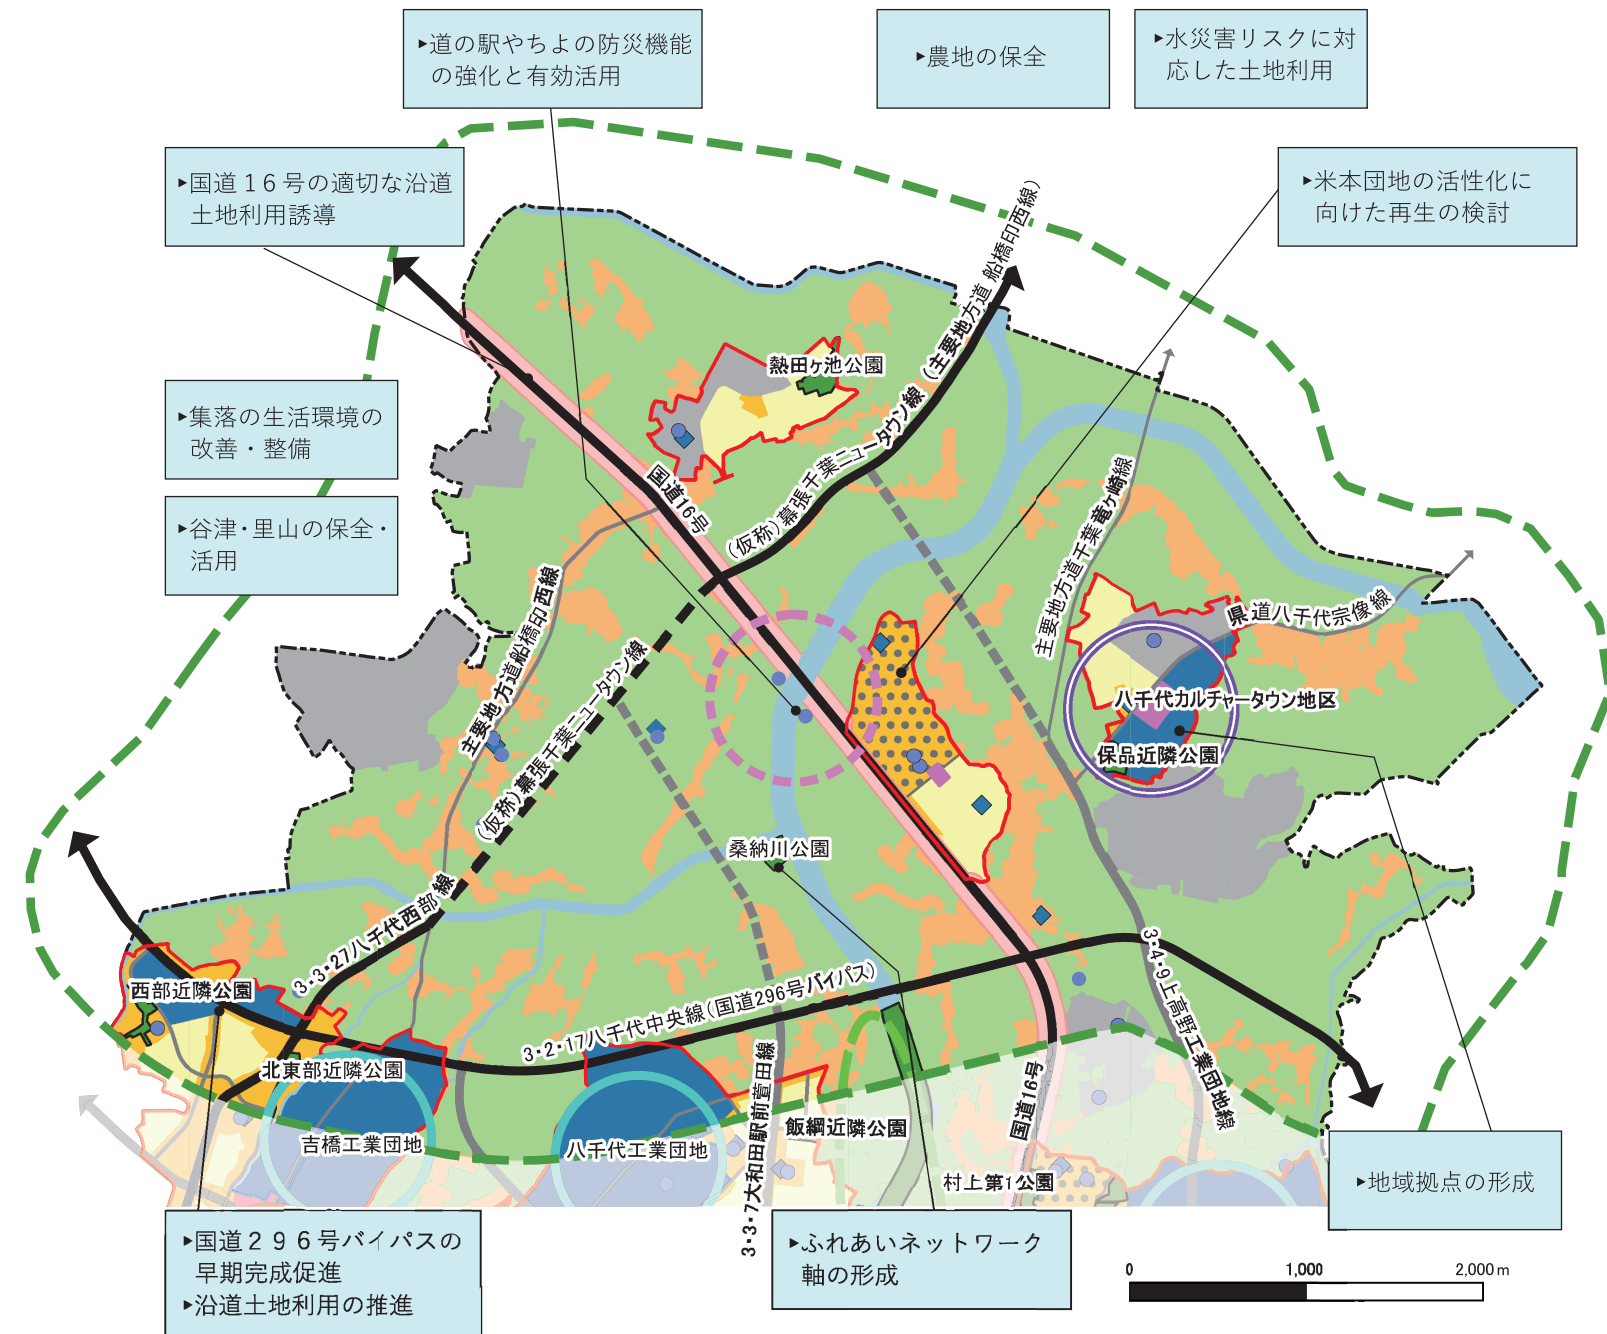 ▸道の駅やちよの防災機能
の強化と有効活用
▸農地の保全
▸水災害リスクに対
応した土地利用
▸国道16号の適切な沿道
土地利用誘導
▸米本団地の活性化に
向けた再生の検討
▸集落の生活環境の
改善・整備
▸谷津・里山の保全・
活用
熱田ヶ池公園
(仮称)幕張千葉ニュータウン線(主要地方道 船橋印西線)
国道16号
主要地方道千葉竜ヶ崎線
県道八千代宗像線
主要地方道船橋印西線
(仮称)幕張千葉ニュータウン線
八千代カルチャータウン地区
保品近隣公園
桑納川公園
3・3・27八千代西部線
西部近隣公園
3・2・17八千代中央線(国道296号バイパス)
3・4・9上高野工業団地線
北東部近隣公園
吉橋工業団地
八千代工業団地
3・3・7大和田駅前萱田線
飯綱近隣公園
国道16号
村上第1公園
▸地域拠点の形成
▸国道296号バイパスの
早期完成促進
▸沿道土地利用の推進
▸ふれあいネットワーク
軸の形成
0 1,000 2,000m